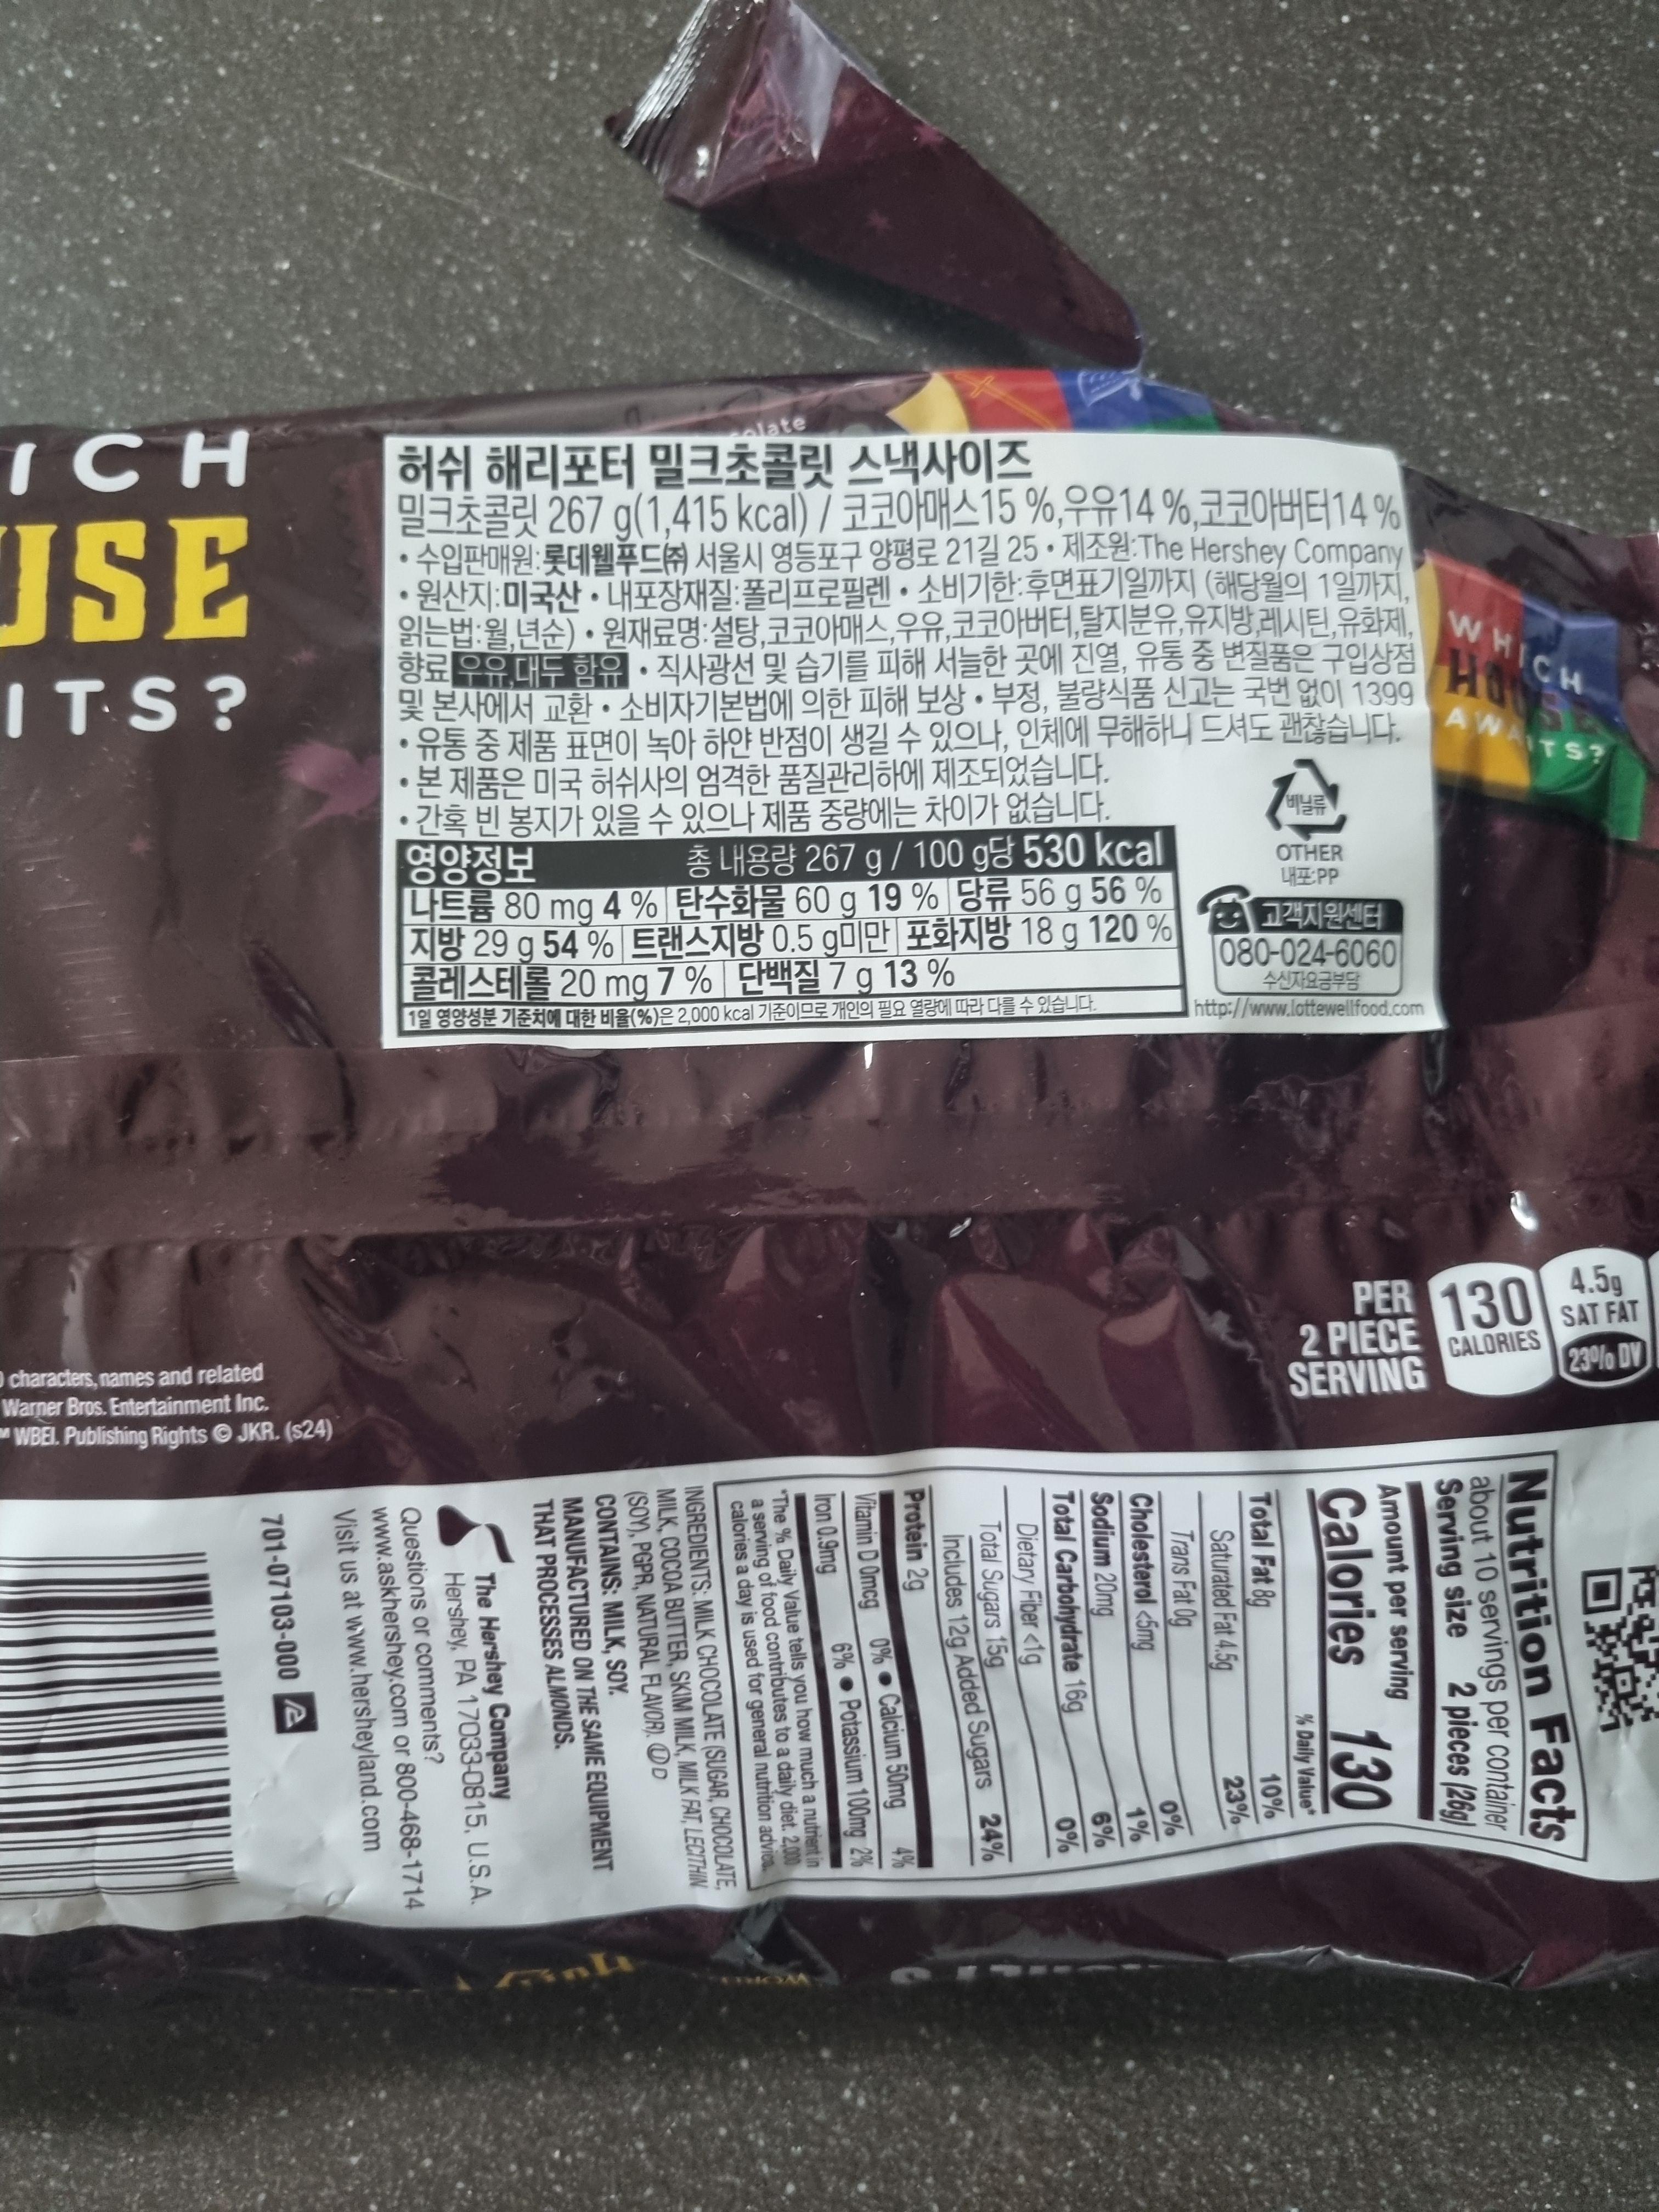 ICH
USE
ITS?
olate
허쉬 해리포터 밀크초콜릿 스낵사이즈
밀크초콜릿 267 g(1,415 kcal) / 코코아매스15 %,우유14 %,코코아버터14 %
• 수입판매원:롯데웰푸드㈜ 서울시 영등포구 양평로 21길 25 • 제조원:The Hershey Company
• 원산지:미국산 • 내포장재질:폴리프로필렌 • 소비기한:후면표기일까지 (해당월의 1일까지,
읽는법:월,년순) • 원재료명:설탕,코코아매스,우유,코코아버터,탈지분유,유지방,레시틴,유화제,
향료 우유,대두 함유 • 직사광선 및 습기를 피해 서늘한 곳에 진열, 유통 중 변질품은 구입상점
및 본사에서 교환 • 소비자기본법에 의한 피해 보상 • 부정, 불량식품 신고는 국번 없이 1399
• 유통 중 제품 표면이 녹아 하얀 반점이 생길 수 있으나, 인체에 무해하니 드셔도 괜찮습니다.
• 본 제품은 미국 허쉬사의 엄격한 품질관리하에 제조되었습니다.
• 간혹 빈 봉지가 있을 수 있으나 제품 중량에는 차이가 없습니다.
영양정보 총 내용량 267 g / 100 g당 530 kcal
나트륨 80 mg 4 % 탄수화물 60 g 19 % 당류 56 g 56 %
지방 29 g 54 % 트랜스지방 0.5 g미만 포화지방 18 g 120 %
콜레스테롤 20 mg 7 % 단백질 7 g 13 %
1일 영양성분 기준치에 대한 비율(%)은 2,000 kcal 기준이므로 개인의 필요 열량에 따라 다를 수 있습니다.
비닐류
OTHER
내포:PP
고객지원센터
080-024-6060
수신자요금부담
http://www.lottewellfood.com
WHICH
HOUSE
AWAITS?
PER
2 PIECE
SERVING
130
CALORIES
4.5g
SAT FAT
23% DV
characters, names and related
Warner Bros. Entertainment Inc.
WBEI. Publishing Rights © JKR. (s24)
Nutrition Facts
about 10 servings per container
Serving size 2 pieces (26g)
Amount per serving
Calories 130
% Daily Value*
Total Fat 8g 10%
Saturated Fat 4.5g 23%
Trans Fat 0g
Cholesterol <5mg 0%
Sodium 20mg 1%
Total Carbohydrate 16g 6%
Dietary Fiber <1g 0%
Total Sugars 15g
Includes 12g Added Sugars 24%
Protein 2g
Vitamin D 0mcg 0% • Calcium 50mg 4%
Iron 0.9mg 6% • Potassium 100mg 2%
*The % Daily Value tells you how much a nutrient in
a serving of food contributes to a daily diet. 2,000
calories a day is used for general nutrition advice.
INGREDIENTS: MILK CHOCOLATE (SUGAR, CHOCOLATE,
MILK, COCOA BUTTER, SKIM MILK, MILK FAT, LECITHIN
(SOY), PGPR, NATURAL FLAVOR). Ⓤ D
CONTAINS: MILK, SOY.
MANUFACTURED ON THE SAME EQUIPMENT
THAT PROCESSES ALMONDS.
The Hershey Company
Hershey, PA 17033-0815, U.S.A.
Questions or comments?
www.askhershey.com or 800-468-1714
Visit us at www.hersheyland.com
701-07103-000